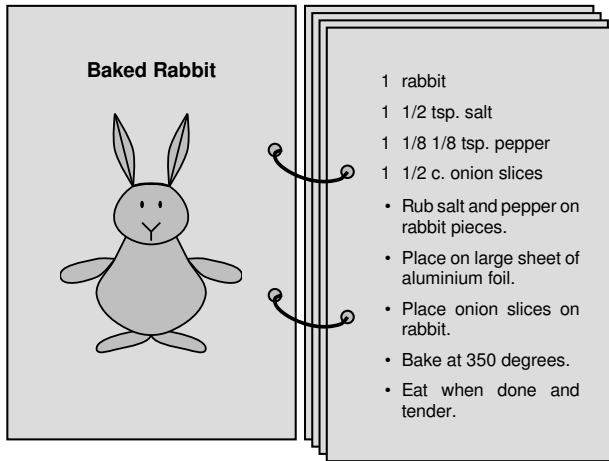 Baked Rabbit
1 rabbit
1 1/2 tsp. salt
1 1/8 1/8 tsp. pepper
1 1/2 c. onion slices
• Rub salt and pepper on
rabbit pieces.
• Place on large sheet of
aluminium foil.
• Place onion slices on
rabbit.
• Bake at 350 degrees.
• Eat when done and
tender.